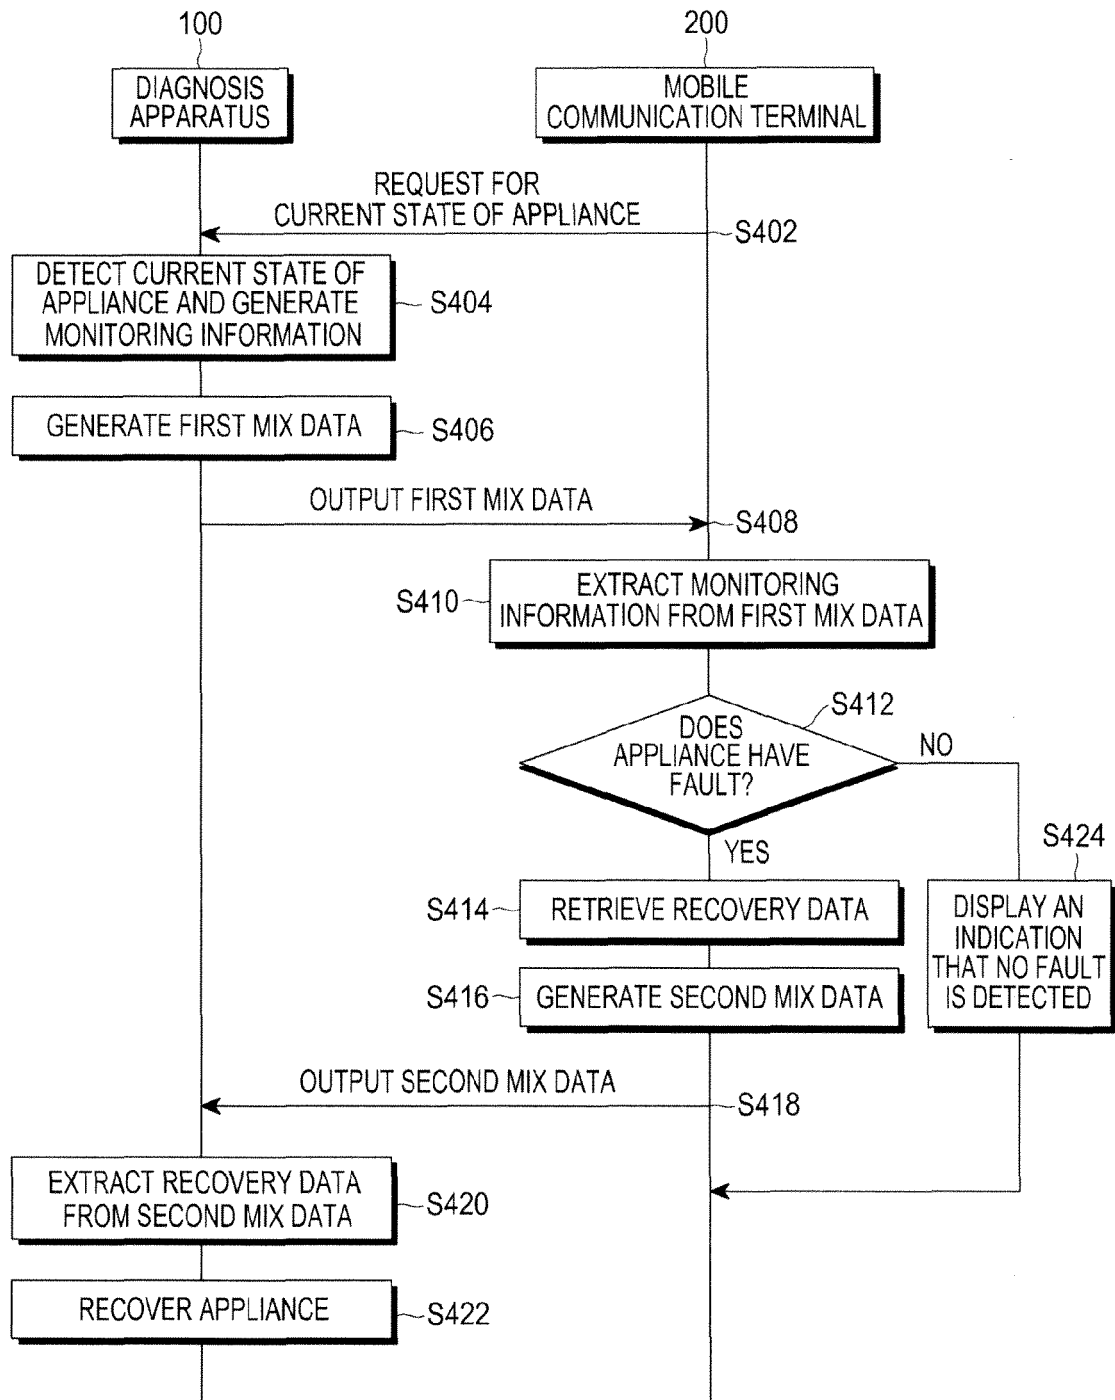 100
200
DIAGNOSIS
APPARATUS
MOBILE
COMMUNICATION TERMINAL
REQUEST FOR
CURRENT STATE OF APPLIANCE
S402
DETECT CURRENT STATE OF
APPLIANCE AND GENERATE
MONITORING INFORMATION
S404
GENERATE FIRST MIX DATA
S406
OUTPUT FIRST MIX DATA
S408
S410
EXTRACT MONITORING
INFORMATION FROM FIRST MIX DATA
S412
DOES
APPLIANCE HAVE
FAULT?
NO
YES
S424
S414
RETRIEVE RECOVERY DATA
DISPLAY AN
INDICATION
THAT NO FAULT
IS DETECTED
S416
GENERATE SECOND MIX DATA
OUTPUT SECOND MIX DATA
S418
EXTRACT RECOVERY DATA
FROM SECOND MIX DATA
S420
RECOVER APPLIANCE
S422